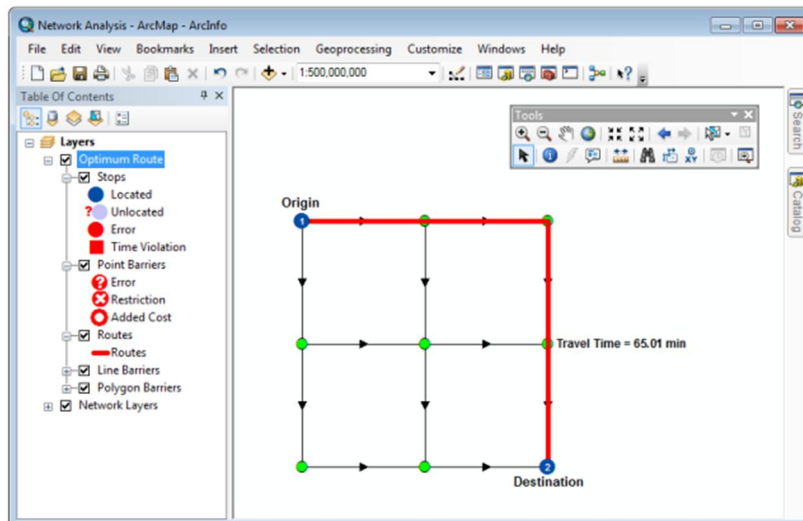 Network Analysis - ArcMap - ArcInfo
File Edit View Bookmarks Insert Selection Geoprocessing Customize Windows Help
1:500,000,000
Table Of Contents
Layers
Optimum Route
Stops
Located
? Unlocated
Error
Time Violation
Point Barriers
? Error
Restriction
Added Cost
Routes
Routes
Line Barriers
Polygon Barriers
Network Layers
Tools
XY
Search
Catalog
Origin
1
Travel Time = 65.01 min
2
Destination